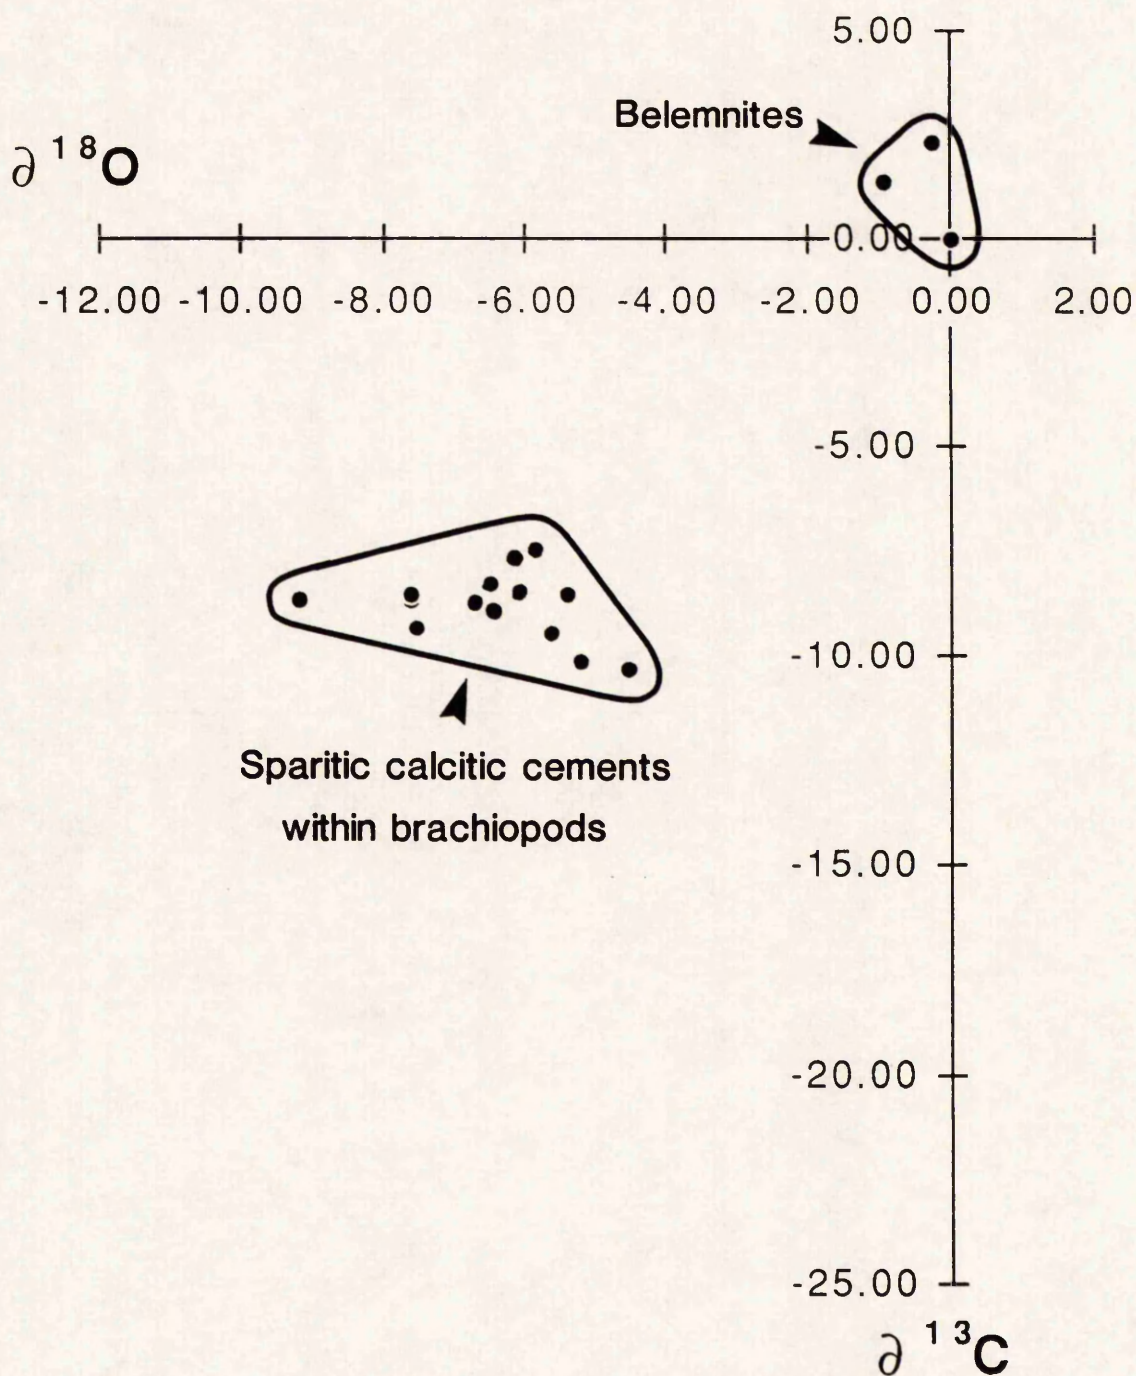 5.00
Belemnites
∂ 18O
0.00
-12.00 -10.00 -8.00 -6.00 -4.00 -2.00 0.00 2.00
-5.00
-10.00
Sparitic calcitic cements
within brachiopods
-15.00
-20.00
-25.00
∂ 13C